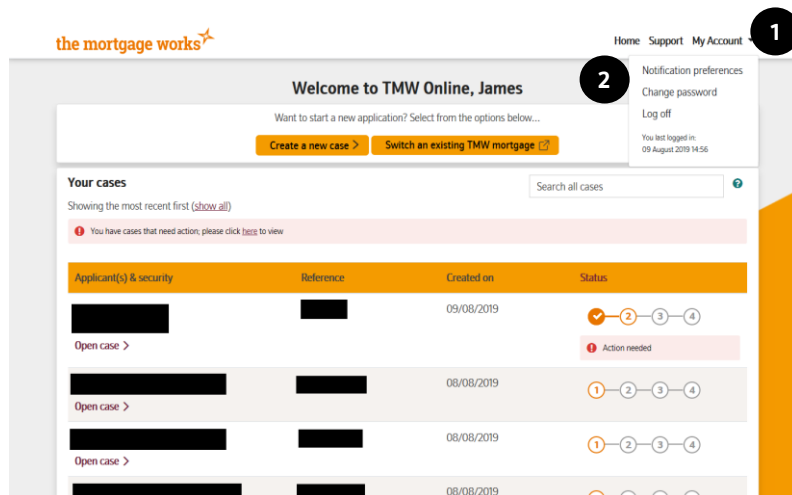 the mortgage works
Home Support My Account
1
2
Notification preferences
Change password
Log off
You last logged in:
09 August 2019 14:56
Welcome to TMW Online, James
Want to start a new application? Select from the options below...
Create a new case > Switch an existing TMW mortgage
Your cases
Search all cases
?
Showing the most recent first (show all)
! You have cases that need action; please click here to view
Applicant(s) & security Reference Created on Status
09/08/2019
2 3 4
Open case >
! Action needed
08/08/2019
1 2 3 4
Open case >
08/08/2019
1 2 3 4
Open case >
08/08/2019